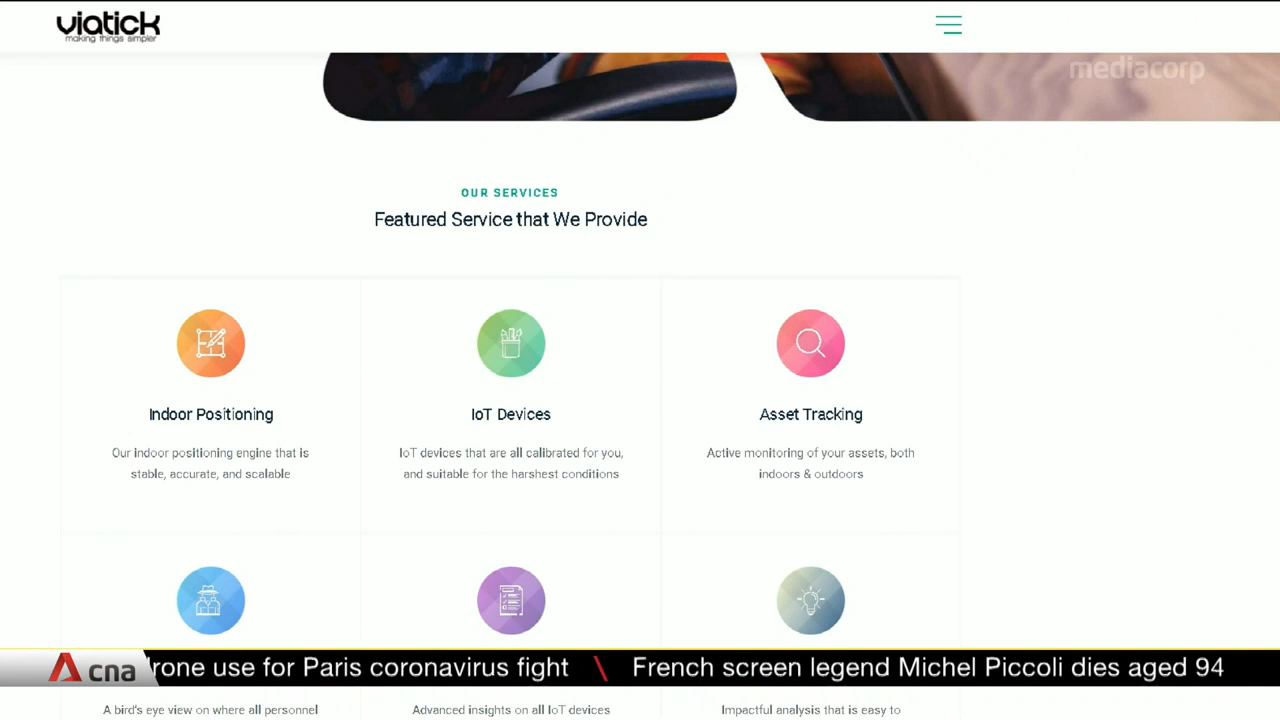 viatick
making things simpler
mediacorp
OUR SERVICES
Featured Service that We Provide
Indoor Positioning
IoT Devices
Asset Tracking
Our indoor positioning engine that is
stable, accurate, and scalable
IoT devices that are all calibrated for you,
and suitable for the harshest conditions
Active monitoring of your assets, both
indoors & outdoors
cna
drone use for Paris coronavirus fight \ French screen legend Michel Piccoli dies aged 94
A bird's eye view on where all personnel
Advanced insights on all IoT devices
Impactful analysis that is easy to